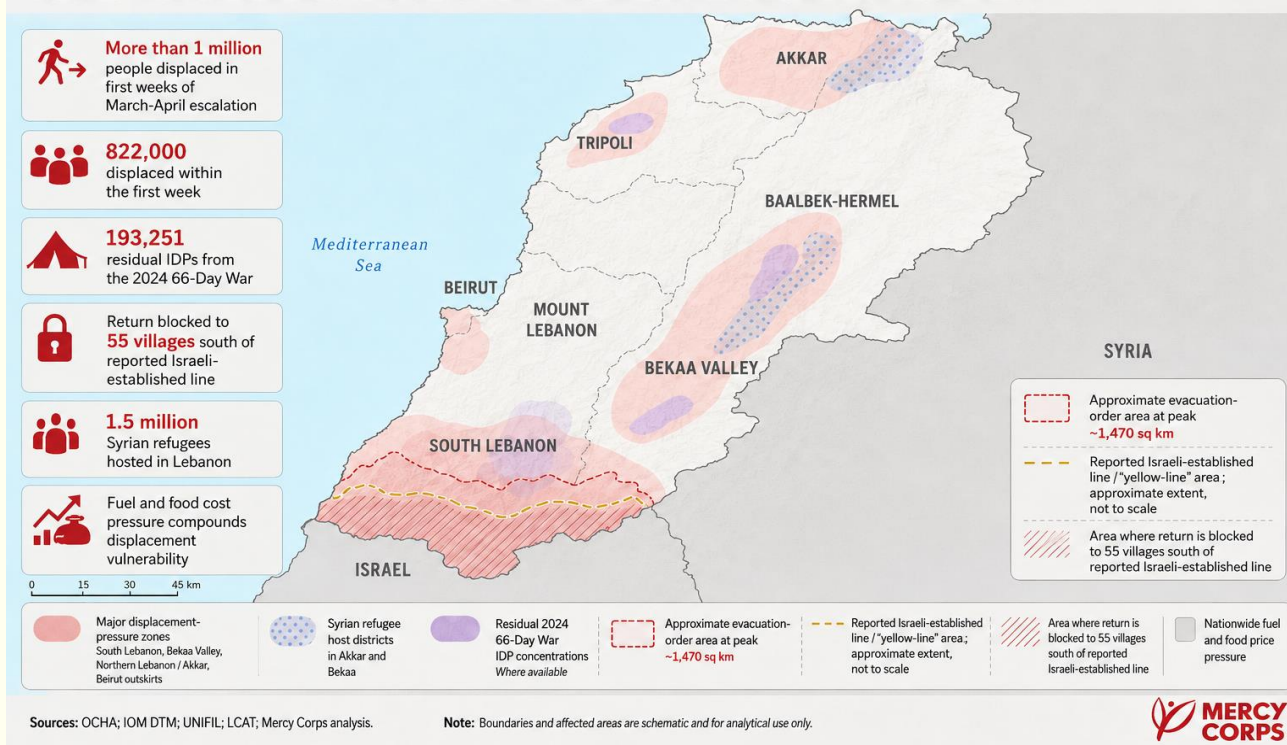 More than 1 million
people displaced in
first weeks of
March-April escalation
822,000
displaced within
the first week
193,251
residual IDPs from
the 2024 66-Day War
Return blocked to
55 villages south of
reported Israeli-
established line
1.5 million
Syrian refugees
hosted in Lebanon
Fuel and food cost
pressure compounds
displacement
vulnerability
0 15 30 45 km
AKKAR
TRIPOLI
BAALBEK-HERMEL
Mediterranean
Sea
BEIRUT
MOUNT
LEBANON
BEKAA VALLEY
SYRIA
SOUTH LEBANON
ISRAEL
Approximate evacuation-
order area at peak
~1,470 sq km
Reported Israeli-established
line / "yellow-line" area;
approximate extent,
not to scale
Area where return is blocked
to 55 villages south of
reported Israeli-established line
Major displacement-
pressure zones
South Lebanon, Bekaa Valley,
Northern Lebanon / Akkar,
Beirut outskirts
Syrian refugee
host districts
in Akkar and
Bekaa
Residual 2024
66-Day War
IDP concentrations
Where available
Approximate evacuation-
order area at peak
~1,470 sq km
Reported Israeli-established
line / "yellow-line" area;
approximate extent,
not to scale
Area where return is
blocked to 55 villages
south of reported
Israeli-established line
Nationwide fuel
and food price
pressure
Sources: OCHA; IOM DTM; UNIFIL; LCAT; Mercy Corps analysis.
Note: Boundaries and affected areas are schematic and for analytical use only.
MERCY
CORPS